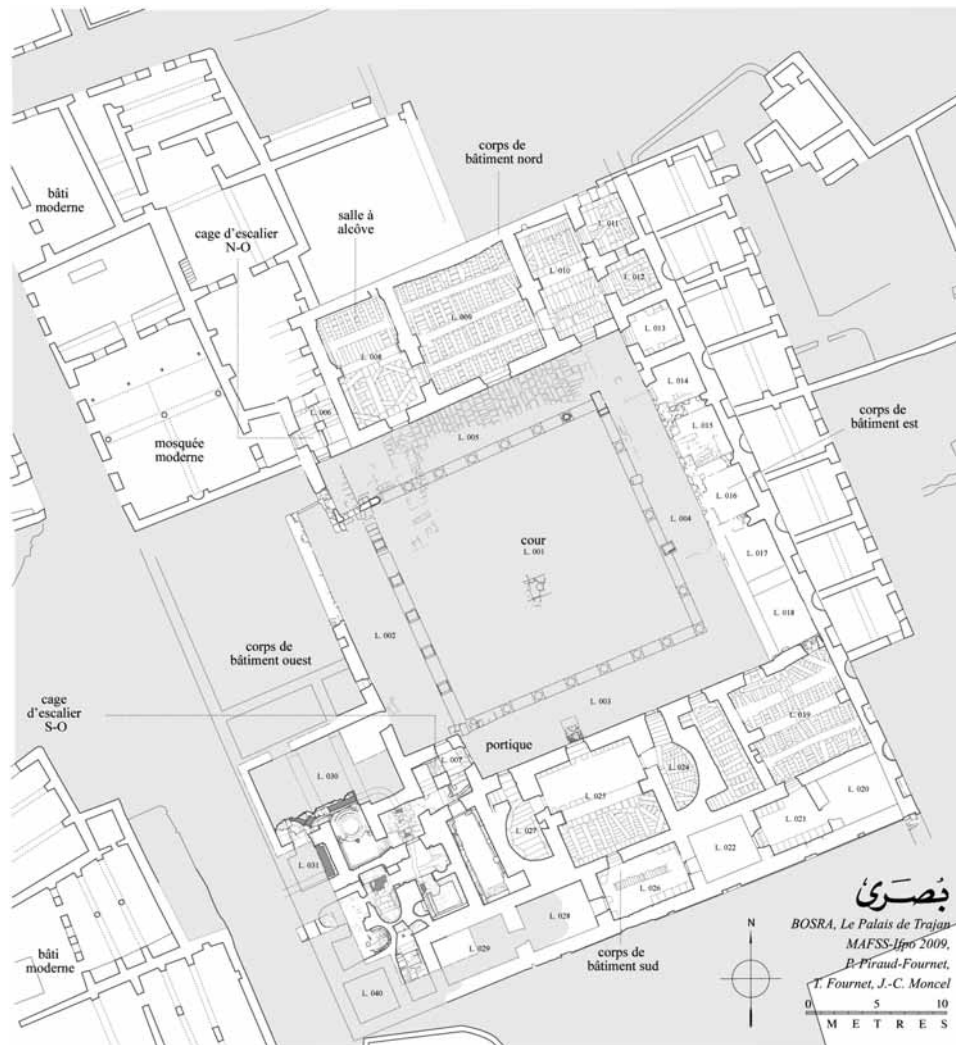 corps de
bâtiment nord
bâti
moderne
cage d'escalier
N-O
salle à
alcôve
L. 011
L. 010
L. 012
L. 009
L. 013
L. 008
L. 014
L. 006
L. 015
corps de
bâtiment est
L. 005
mosquée
moderne
L. 016
L. 004
cour
L. 001
L. 017
L. 018
L. 002
corps de
bâtiment ouest
L. 003
cage
d'escalier
S-O
L. 019
portique
L. 007
L. 024
L. 030
L. 025
L. 020
L. 021
L. 027
L. 022
L. 031
L. 026
بُصرَى
L. 028
N
BOSRA, Le Palais de Trajan
MAFSS-Ifpo 2009,
P. Piraud-Fournet,
T. Fournet, J.-C. Moncel
bâti
moderne
L. 029
corps de
bâtiment sud
L. 040
0 5 10
M E T R E S